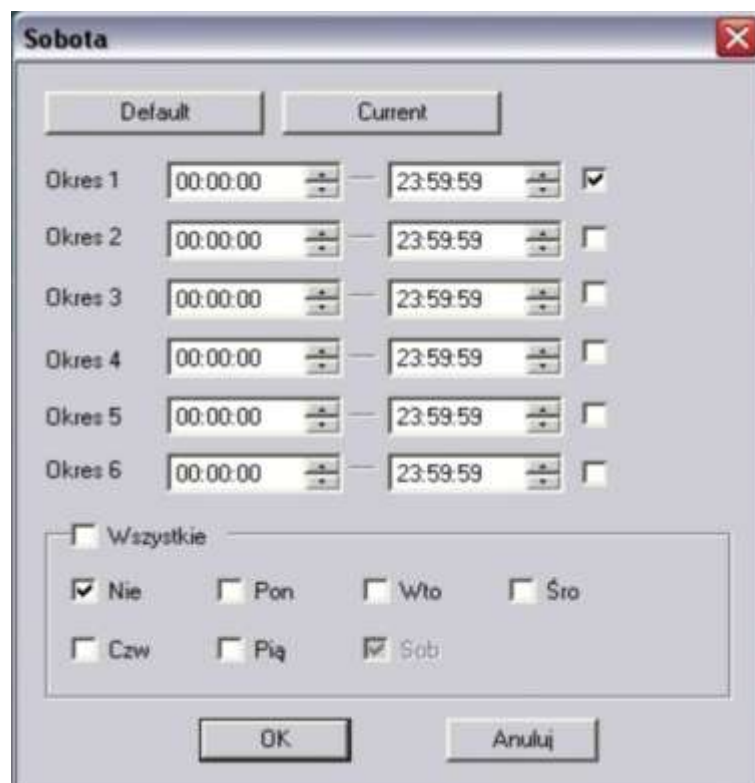 Sobota
Default Current
Okres 1 00:00:00 — 23:59:59
Okres 2 00:00:00 — 23:59:59
Okres 3 00:00:00 — 23:59:59
Okres 4 00:00:00 — 23:59:59
Okres 5 00:00:00 — 23:59:59
Okres 6 00:00:00 — 23:59:59
Wszystkie
Nie Pon Wto Śro
Czw Pią Sob
OK Anuluj